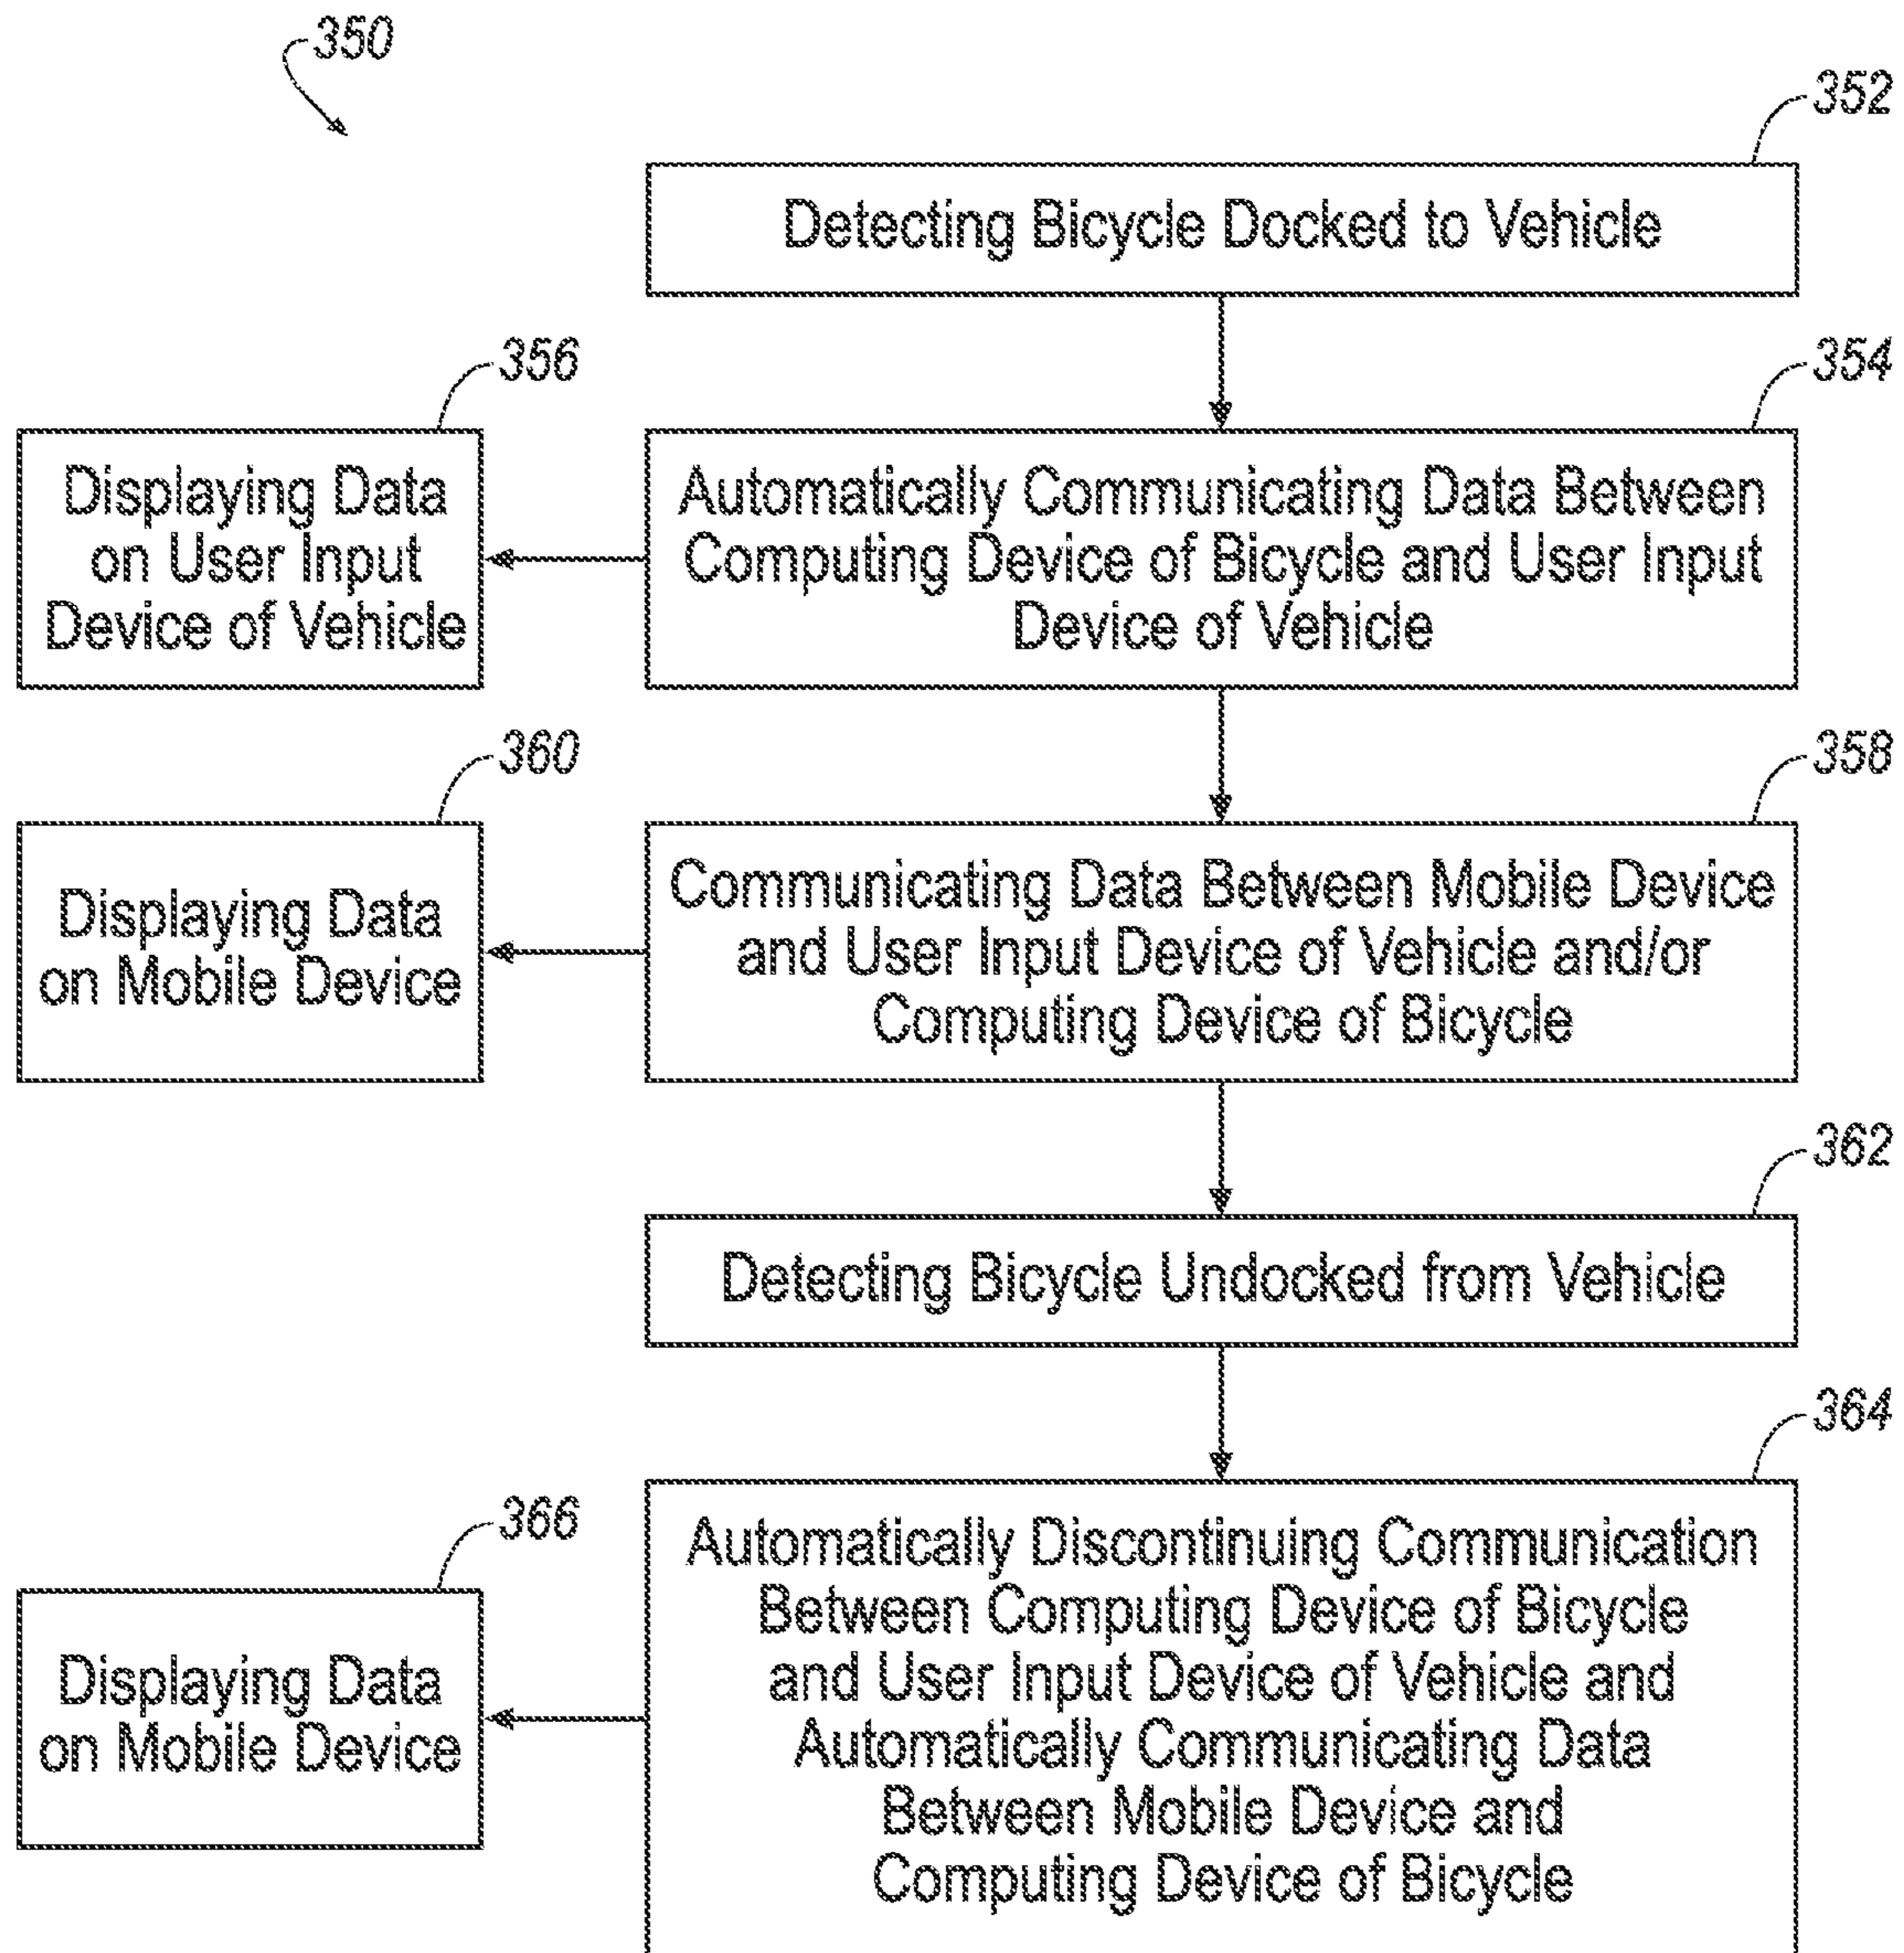 350
352
Detecting Bicycle Docked to Vehicle
356
354
Displaying Data
on User Input
Device of Vehicle
Automatically Communicating Data Between
Computing Device of Bicycle and User Input
Device of Vehicle
360
358
Displaying Data
on Mobile Device
Communicating Data Between Mobile Device
and User Input Device of Vehicle and/or
Computing Device of Bicycle
362
Detecting Bicycle Undocked from Vehicle
364
366
Displaying Data
on Mobile Device
Automatically Discontinuing Communication
Between Computing Device of Bicycle
and User Input Device of Vehicle and
Automatically Communicating Data
Between Mobile Device and
Computing Device of Bicycle